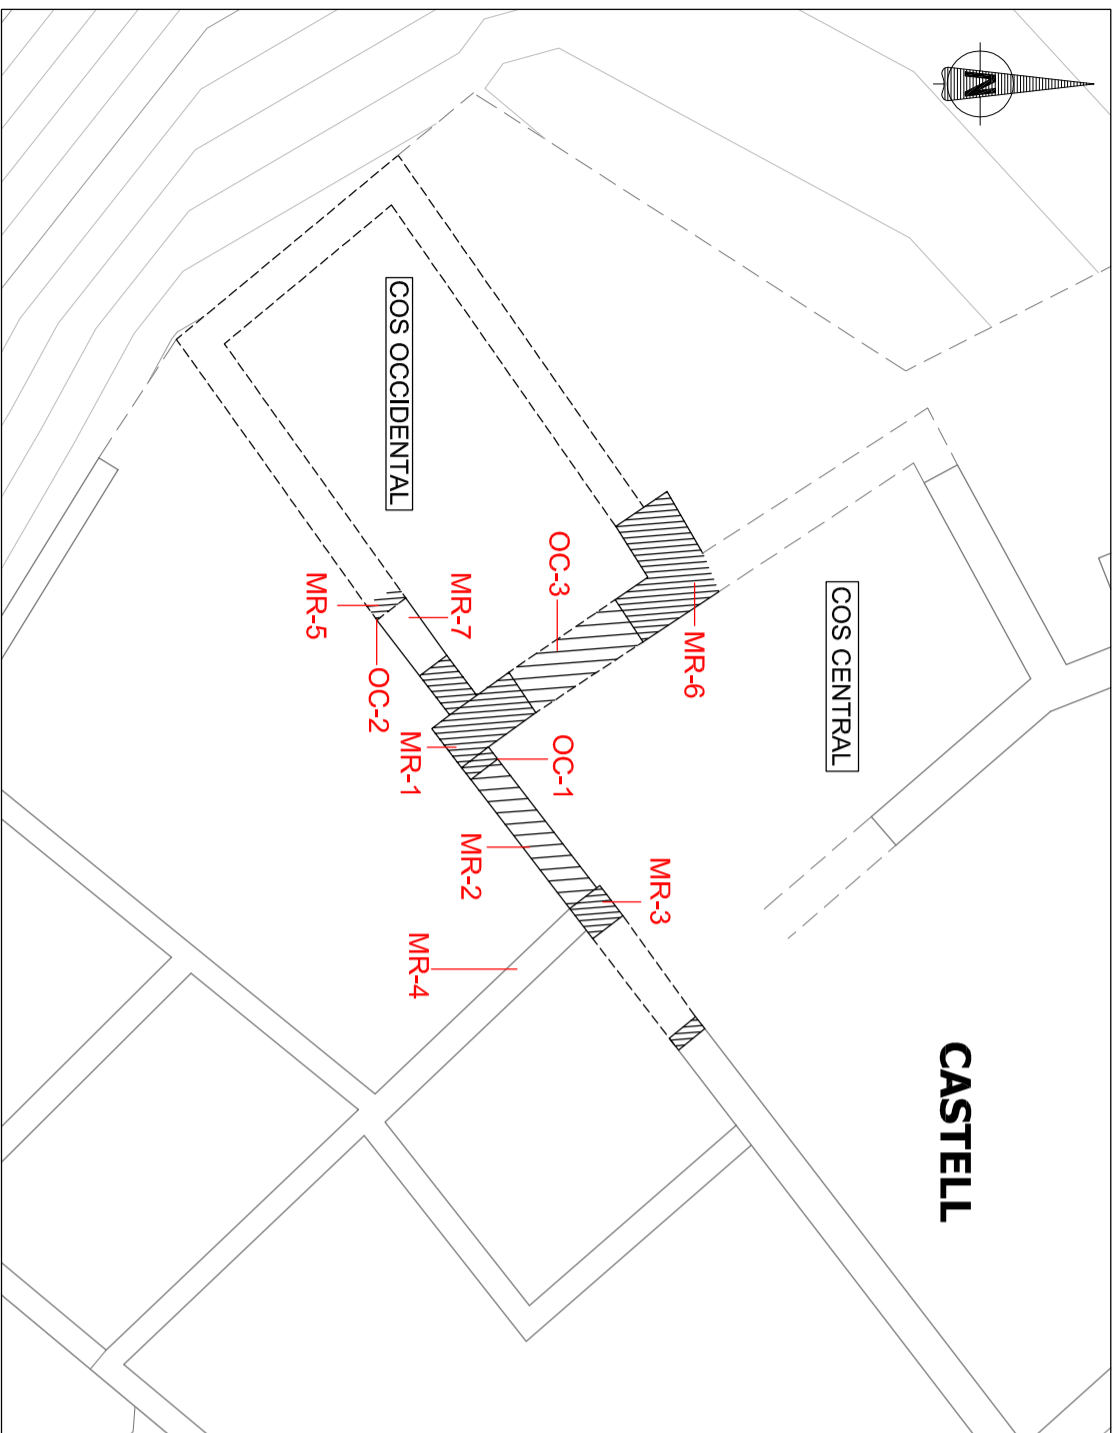 N
CASTELL
COS CENTRAL
MR-6
MR-3
OC-3
OC-1
MR-7
MR-2
COS OCCIDENTAL
MR-1
MR-4
OC-2
MR-5